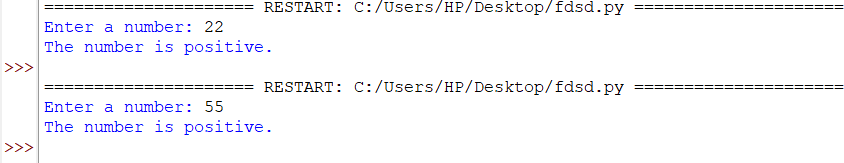 ===================== RESTART: C:/Users/HP/Desktop/fdsd.py =====================
Enter a number: 22
The number is positive.
>>>
===================== RESTART: C:/Users/HP/Desktop/fdsd.py =====================
Enter a number: 55
The number is positive.
>>>